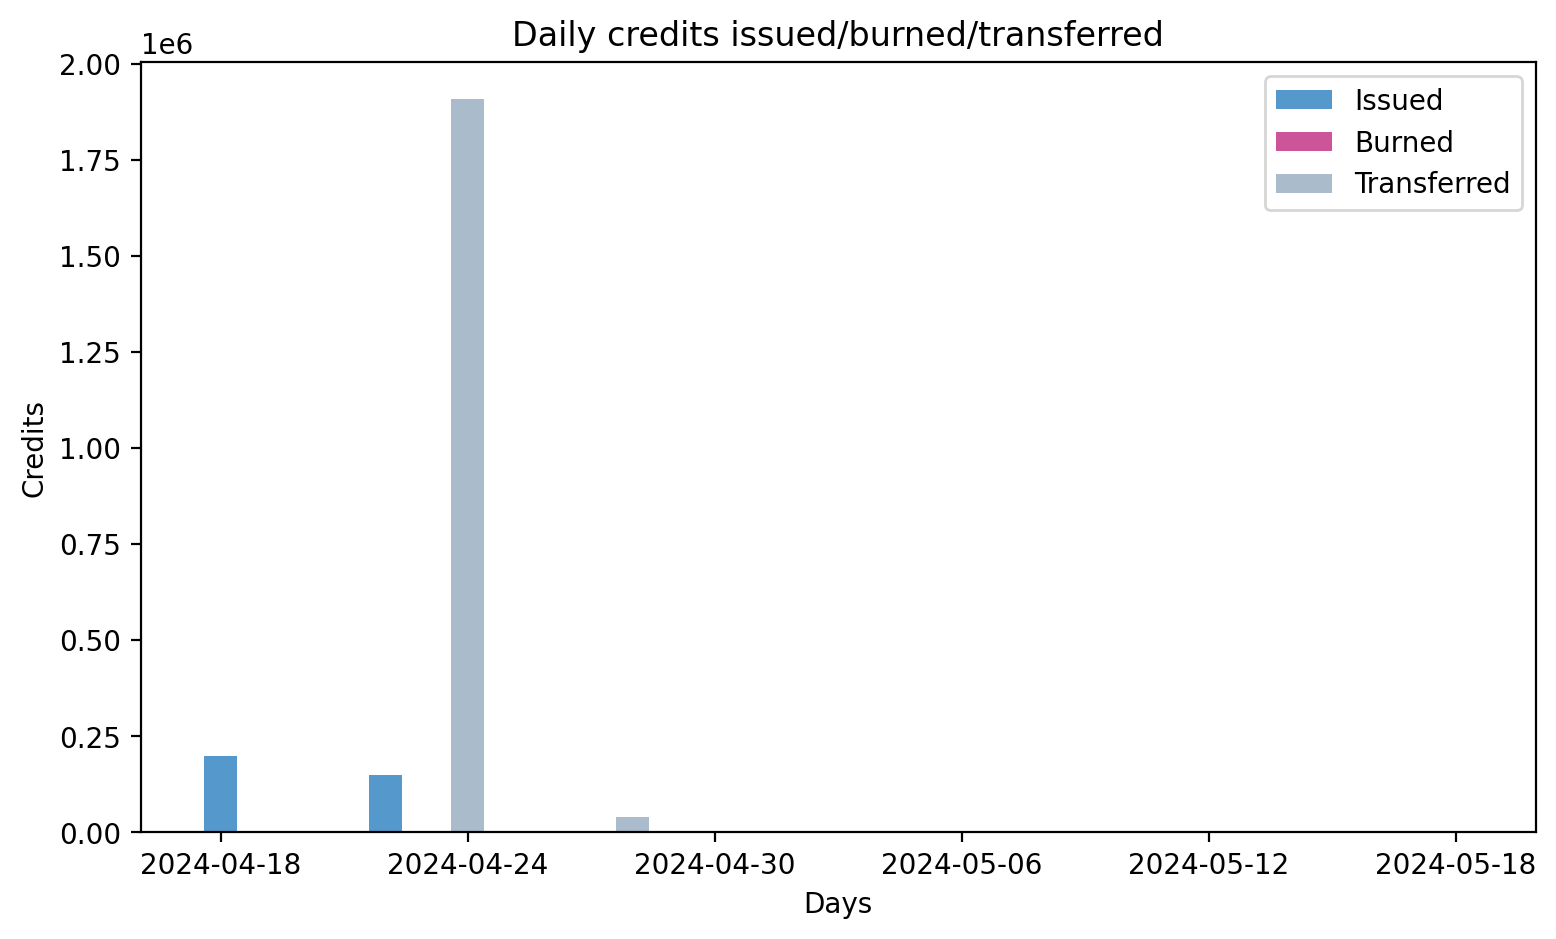 Daily credits issued/burned/transferred
1e6
2.00
1.75
1.50
1.25
1.00
0.75
0.50
0.25
0.00
Credits
Issued
Burned
Transferred
2024-04-18 2024-04-24 2024-04-30 2024-05-06 2024-05-12 2024-05-18
Days